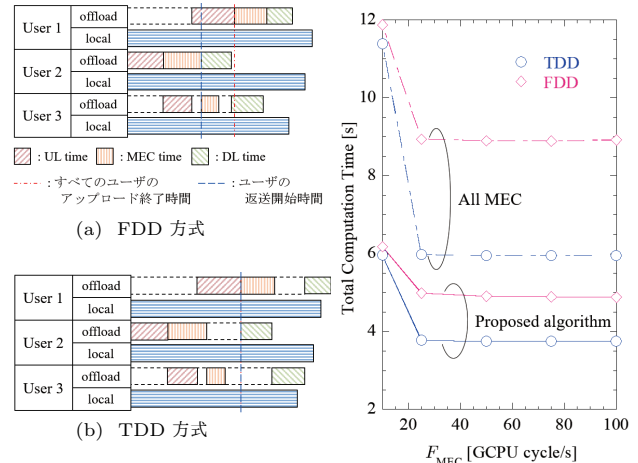 User 1
offload
local
User 2
offload
local
User 3
offload
local
: UL time
: MEC time
: DL time
: すべてのユーザの
アップロード終了時間
: ユーザの
返送開始時間
(a) FDD 方式
User 1
offload
local
User 2
offload
local
User 3
offload
local
(b) TDD 方式
Total Computation Time [s]
12
10
8
6
4
2
TDD
FDD
All MEC
Proposed algorithm
20
40
60
80
100
F_MEC [GCPU cycle/s]